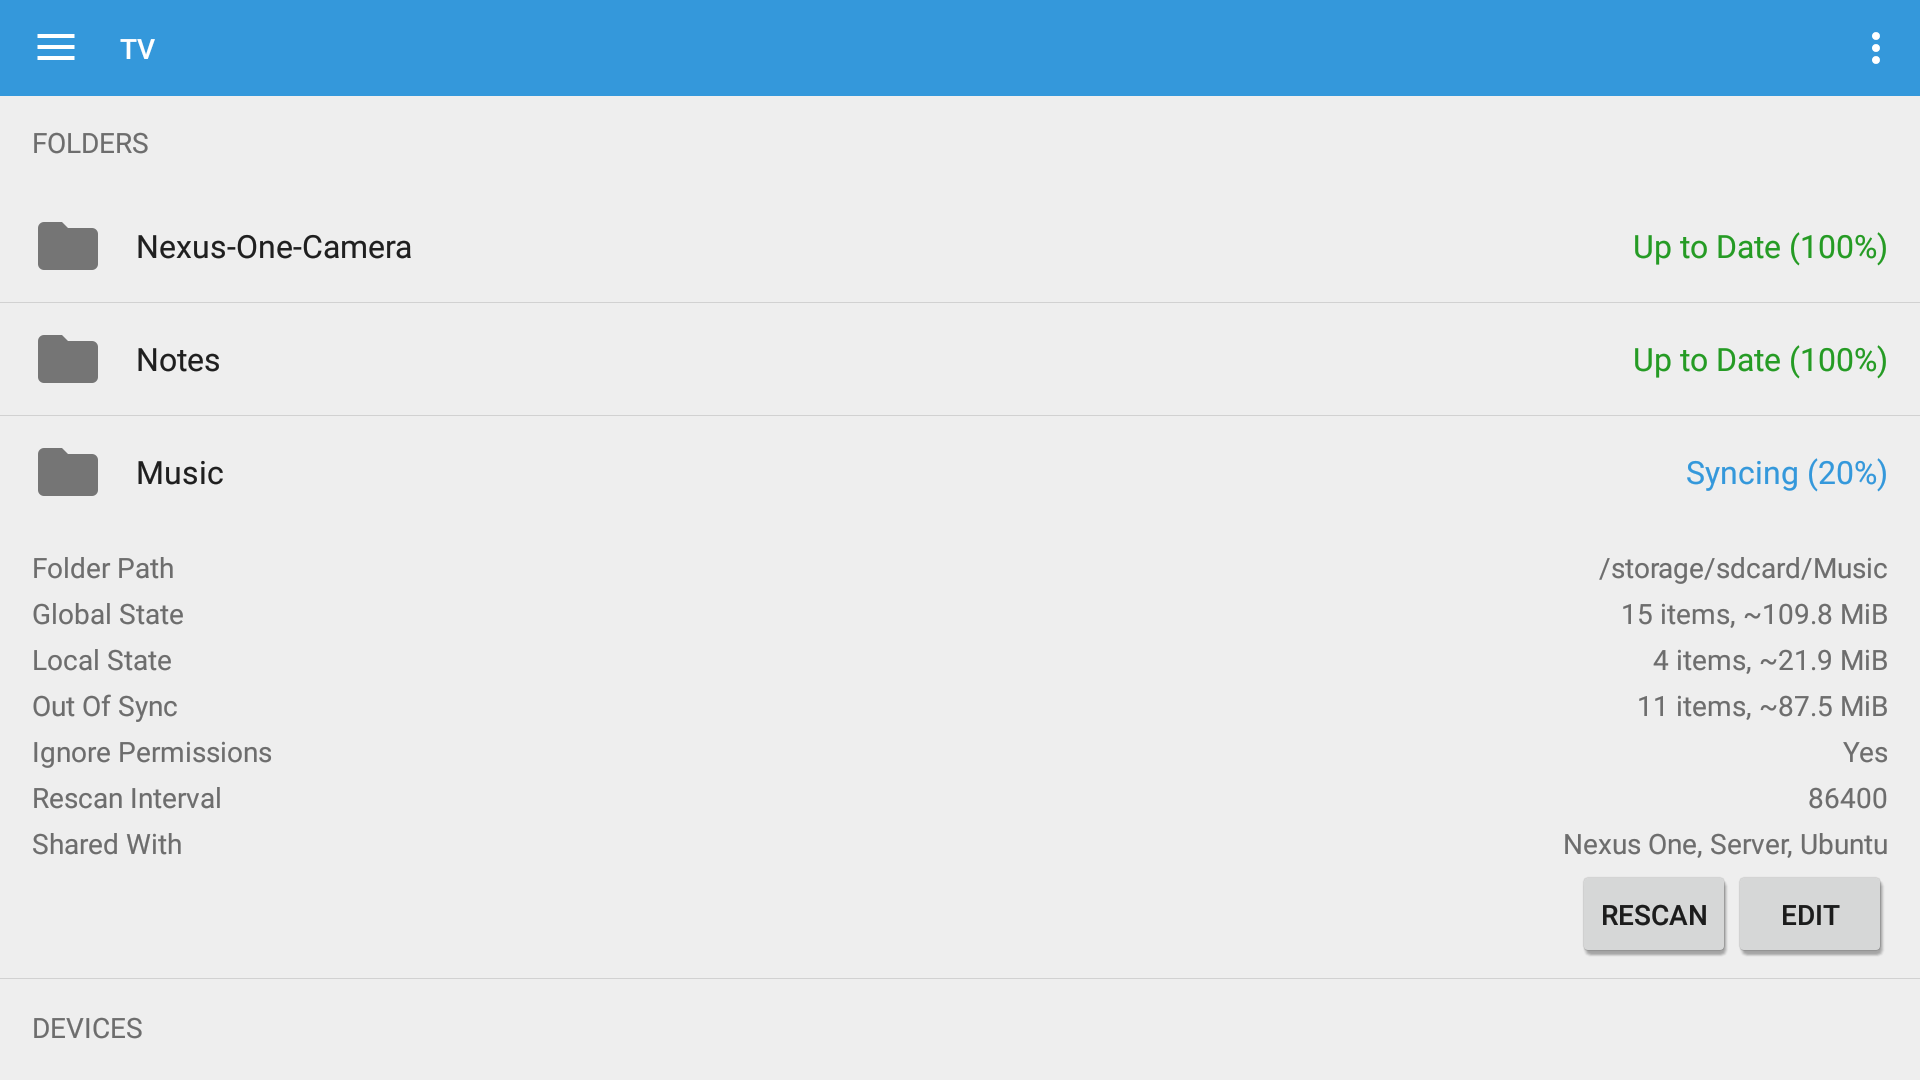 TV
FOLDERS
Nexus-One-Camera Up to Date (100%)
Notes Up to Date (100%)
Music Syncing (20%)
Folder Path /storage/sdcard/Music
Global State 15 items, ~109.8 MiB
Local State 4 items, ~21.9 MiB
Out Of Sync 11 items, ~87.5 MiB
Ignore Permissions Yes
Rescan Interval 86400
Shared With Nexus One, Server, Ubuntu
RESCAN EDIT
DEVICES